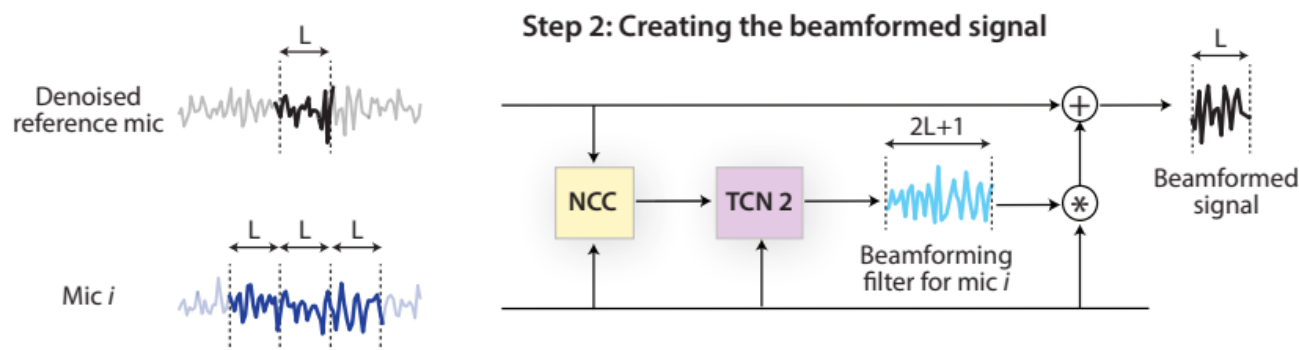 Step 2: Creating the beamformed signal
L
Denoised
reference mic
L L L
Mic i
NCC
TCN 2
2L+1
Beamforming
filter for mic i
+
*
L
Beamformed
signal